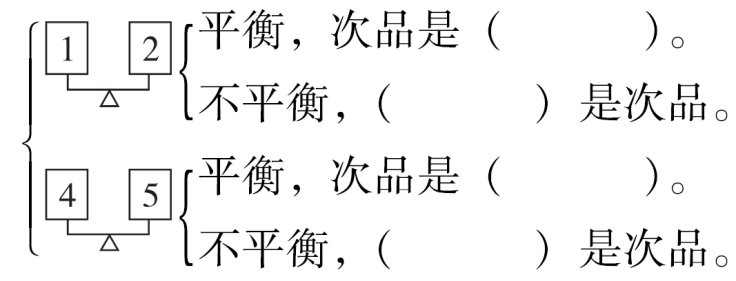 1 2 平衡，次品是（ ）。
不平衡，（ ）是次品。
4 5 平衡，次品是（ ）。
不平衡，（ ）是次品。